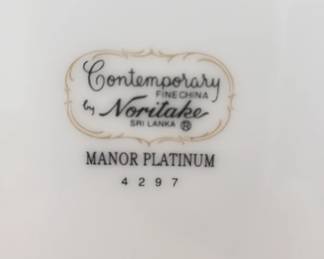 Contemporary
FINE CHINA
by Noritake
SRI LANKA ®
MANOR PLATINUM
4297